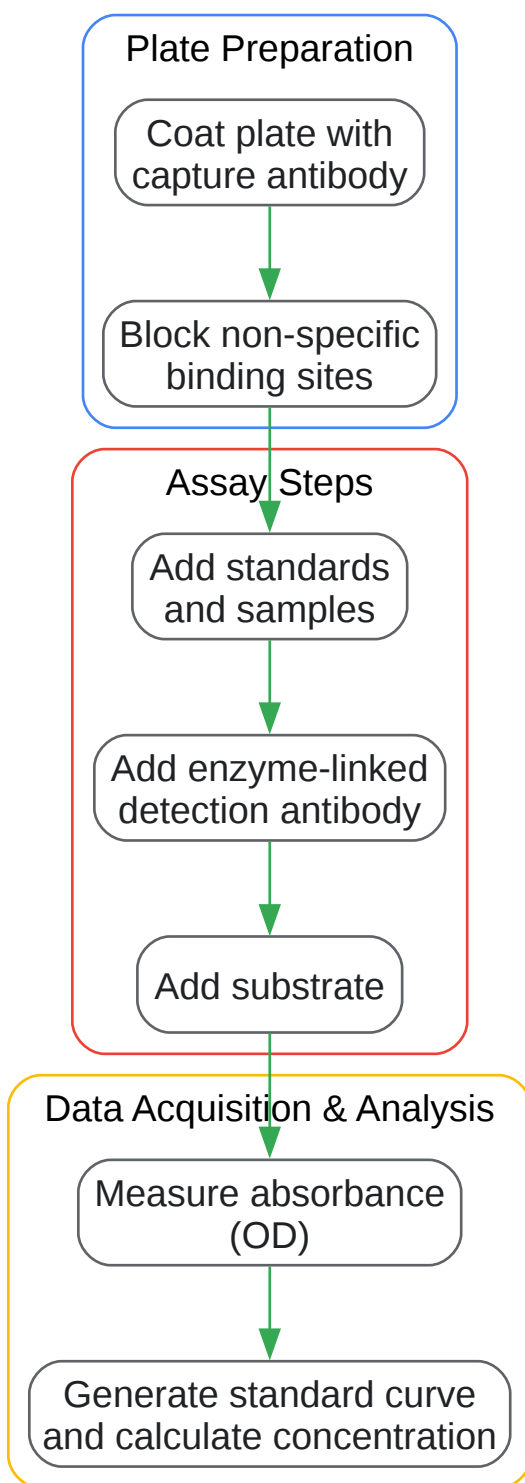 Plate Preparation
Coat plate with
capture antibody
Block non-specific
binding sites
Assay Steps
Add standards
and samples
Add enzyme-linked
detection antibody
Add substrate
Data Acquisition & Analysis
Measure absorbance
(OD)
Generate standard curve
and calculate concentration